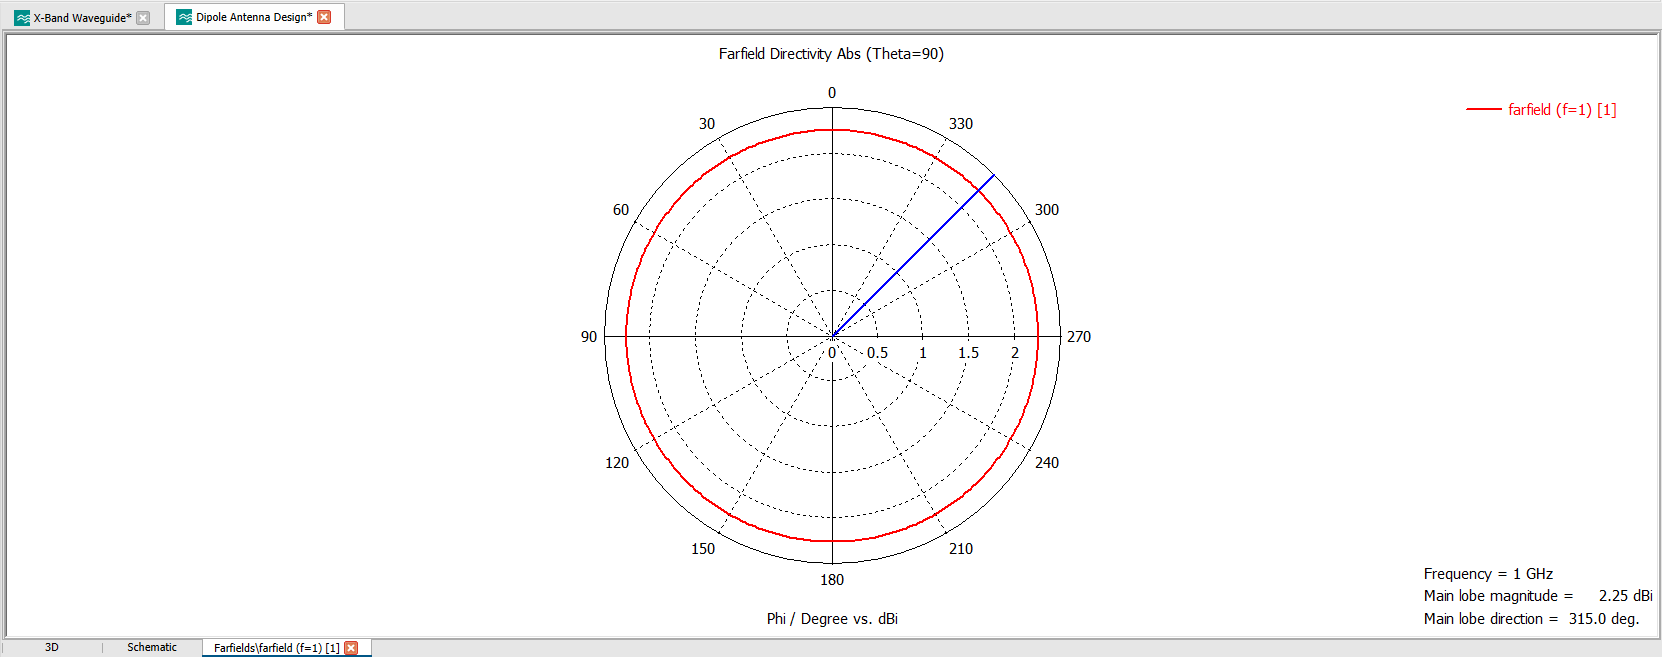 X-Band Waveguide*
Dipole Antenna Design*
Farfield Directivity Abs (Theta=90)
farfield (f=1) [1]
0
30
330
60
300
90
270
0 0.5 1 1.5 2
120
240
150
210
180
Phi / Degree vs. dBi
Frequency = 1 GHz
Main lobe magnitude = 2.25 dBi
Main lobe direction = 315.0 deg.
3D
Schematic
Farfields\farfield (f=1) [1]